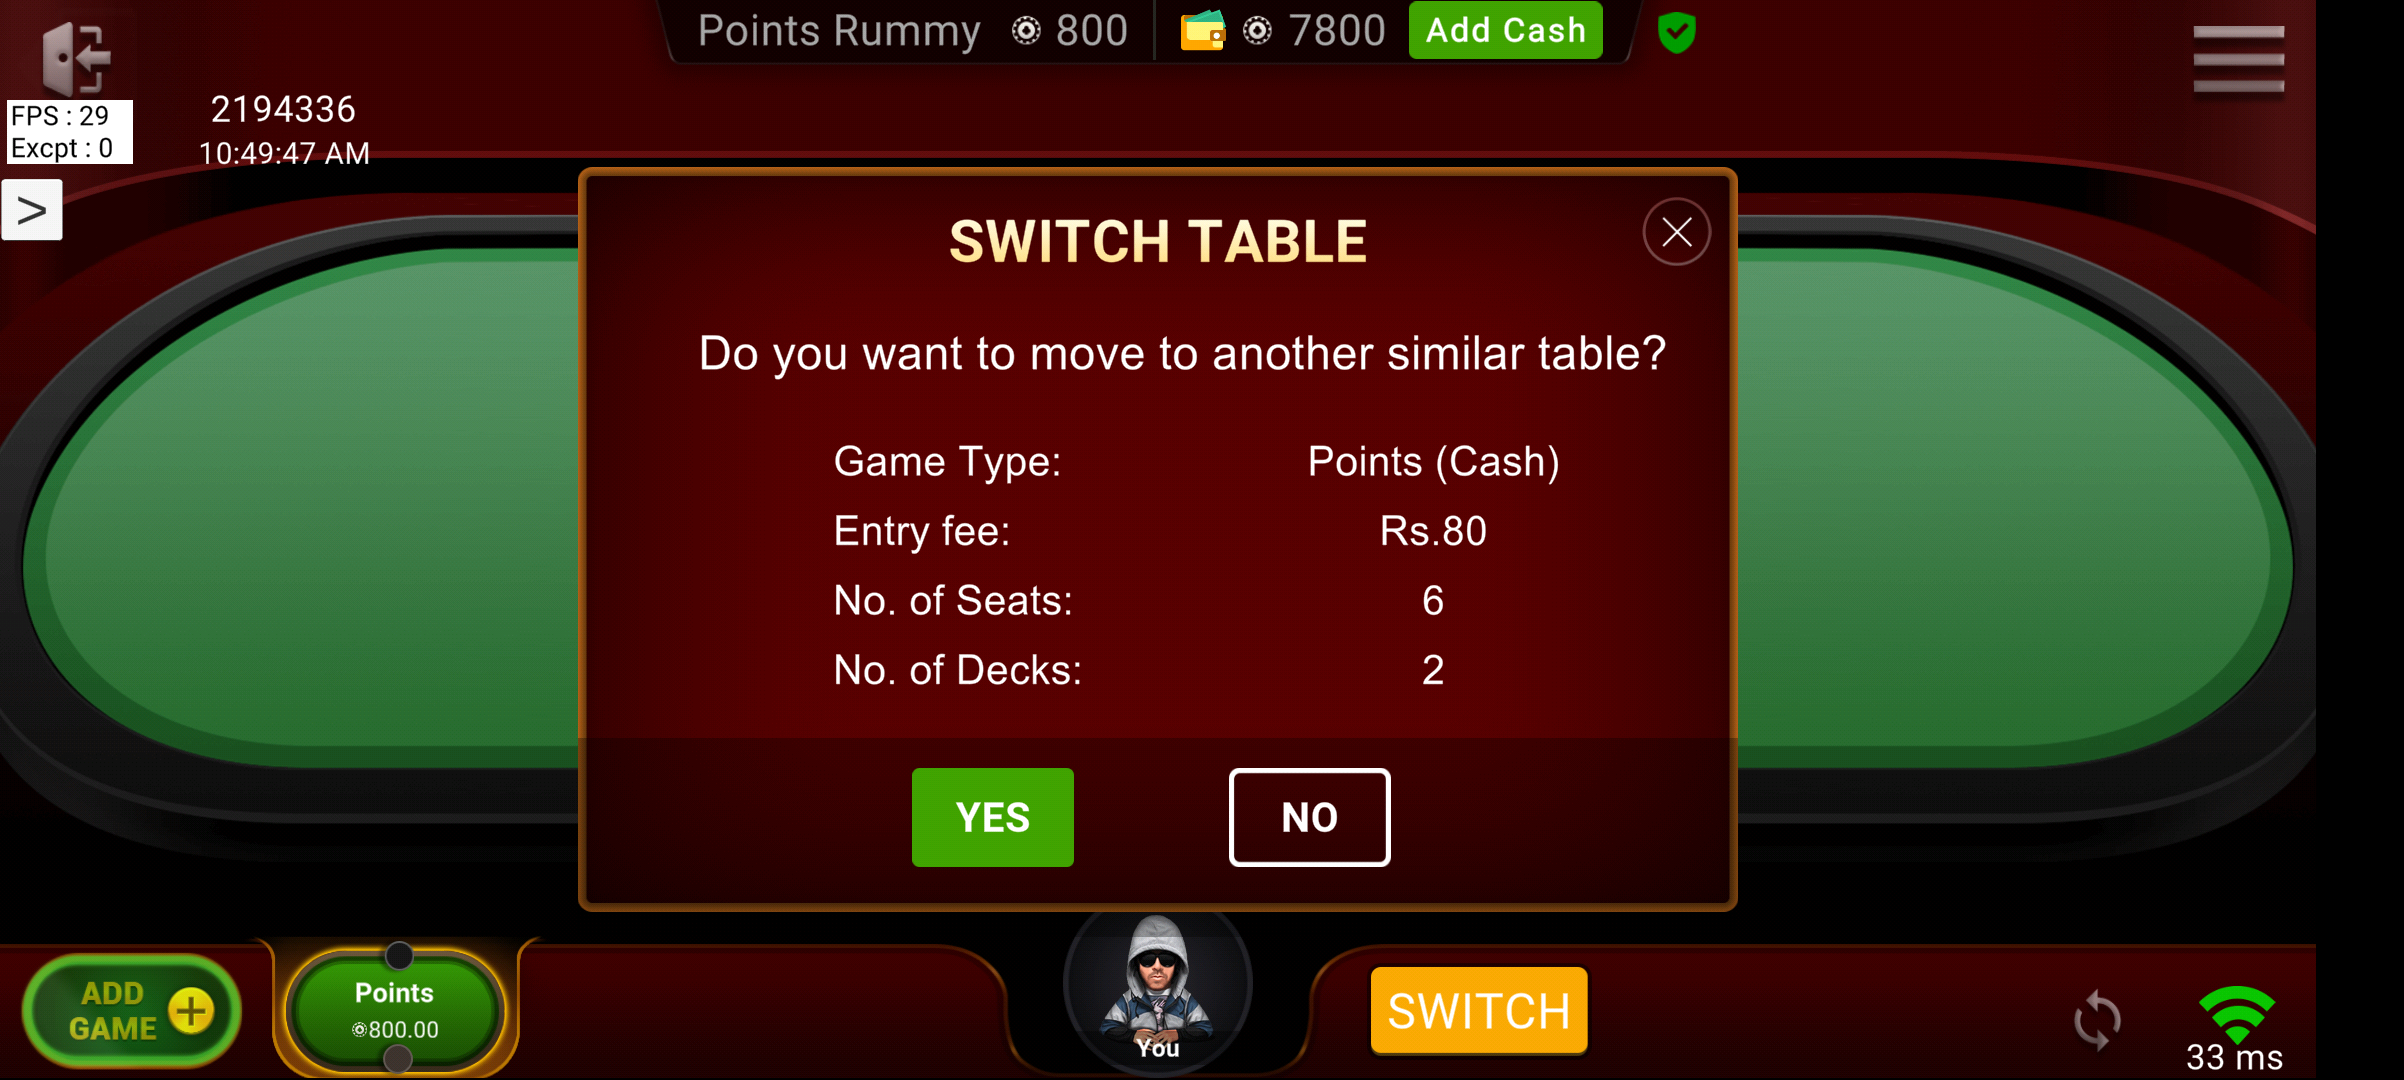 Points Rummy 800 7800 Add Cash
FPS : 29
Excpt : 0
2194336
10:49:47 AM
>
SWITCH TABLE
Do you want to move to another similar table?
Game Type: Points (Cash)
Entry fee: Rs.80
No. of Seats: 6
No. of Decks: 2
YES NO
ADD
GAME
Points
800.00
You
SWITCH
33 ms